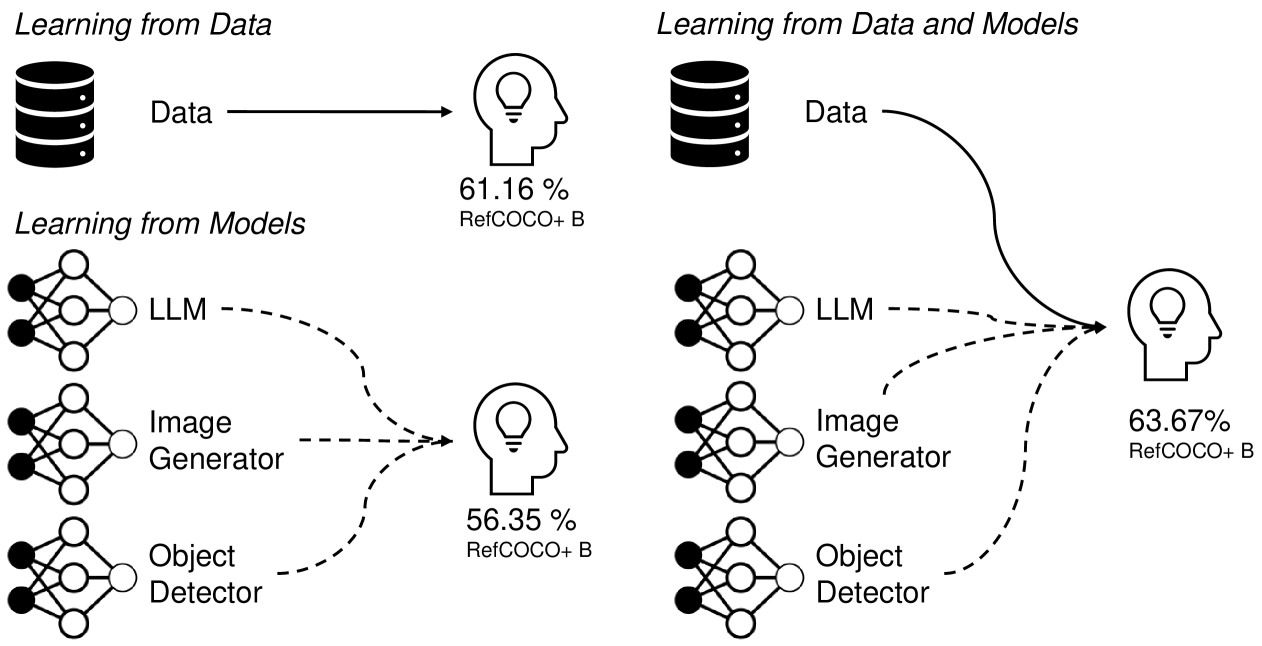 Learning from Data
Data
61.16 %
RefCOCO+ B
Learning from Models
LLM
Image
Generator
Object
Detector
56.35 %
RefCOCO+ B
Learning from Data and Models
Data
LLM
Image
Generator
Object
Detector
63.67%
RefCOCO+ B